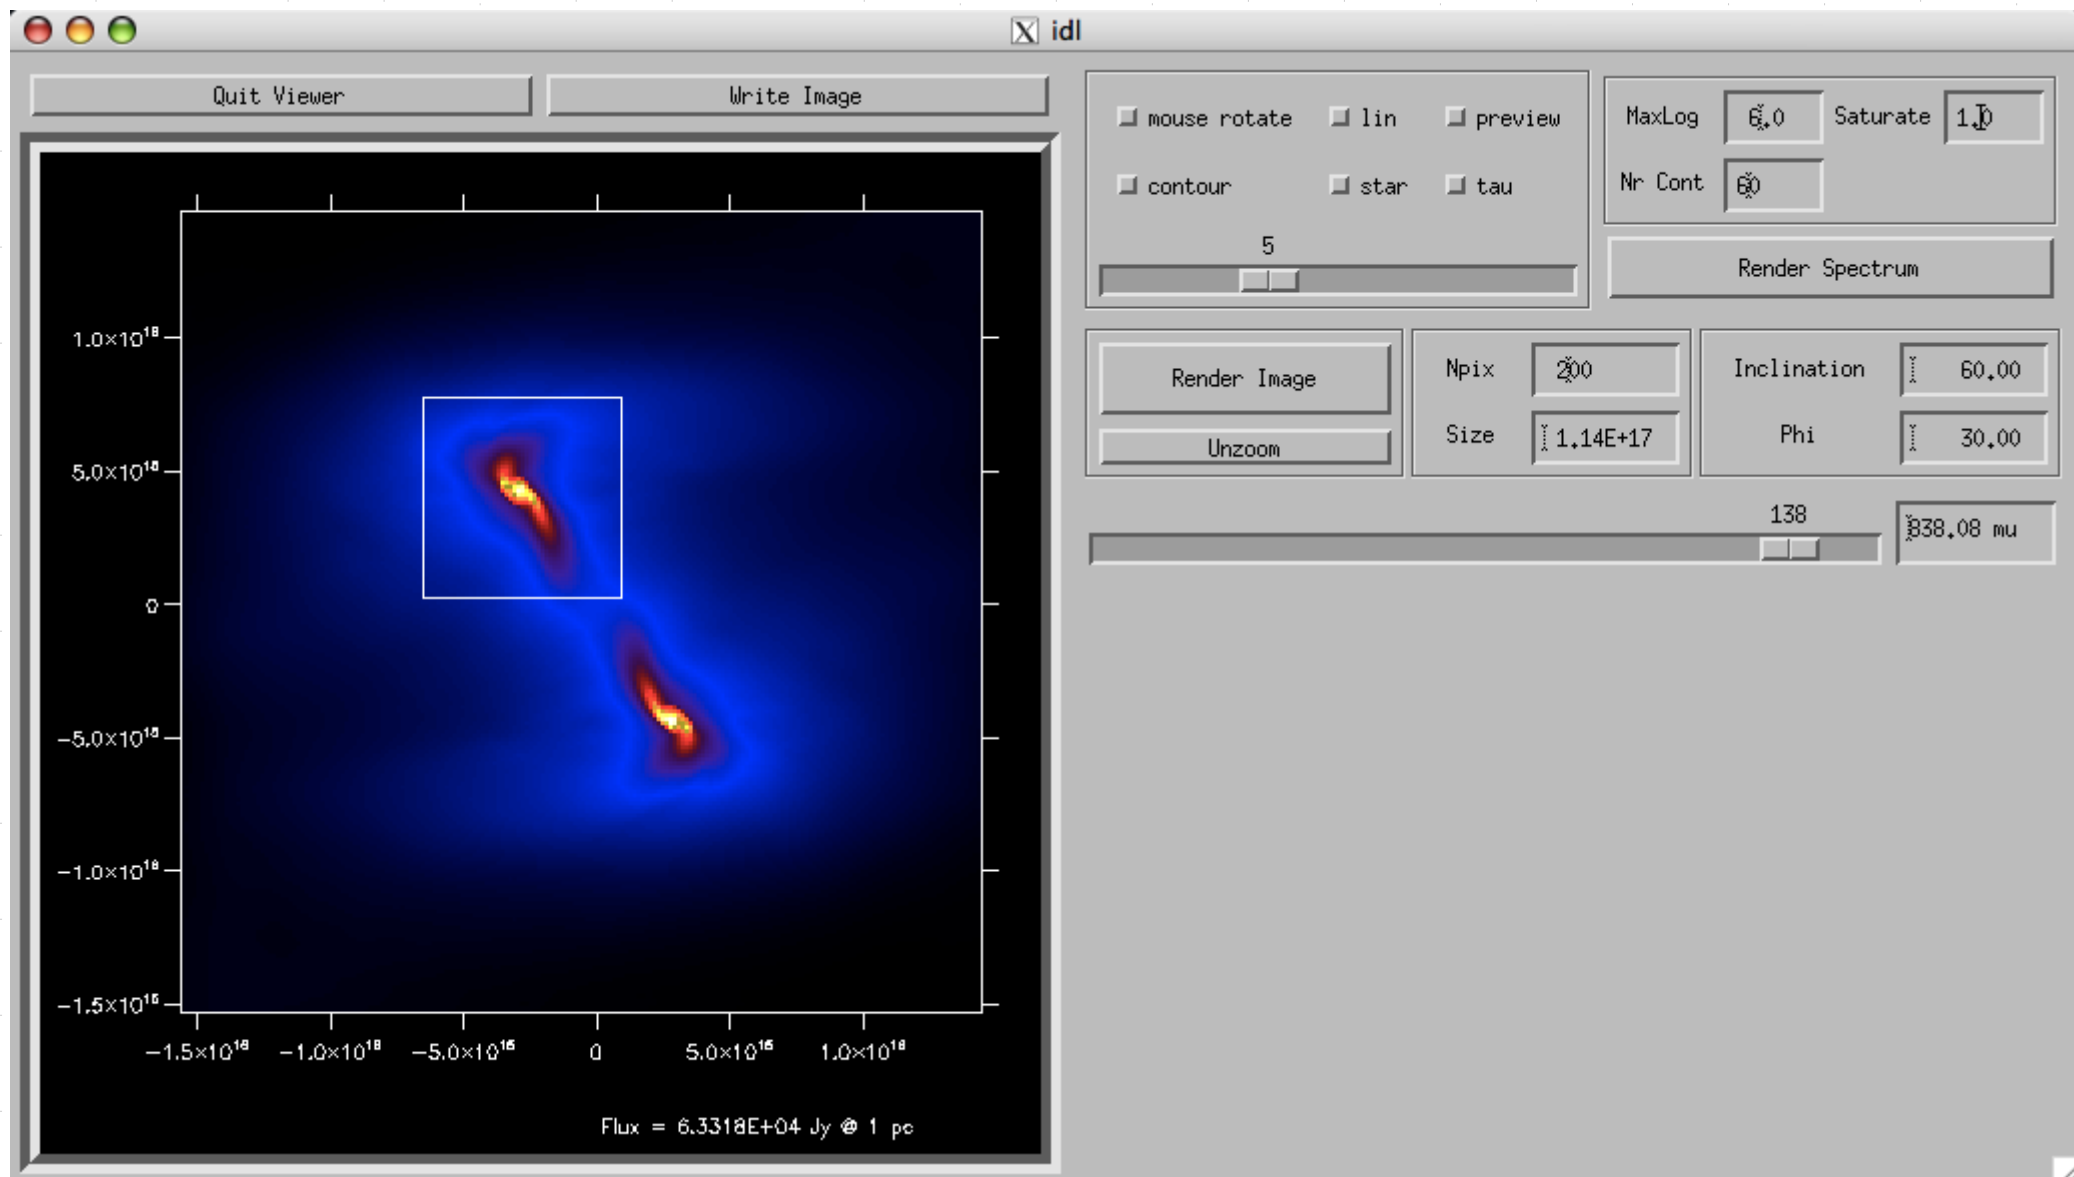 idl
Quit Viewer
Write Image
mouse rotate
lin
preview
contour
star
tau
5
MaxLog 6.0
Saturate 1.0
Nr Cont 60
Render Spectrum
Render Image
Unzoom
Npix 200
Size 1.14E+17
Inclination 60.00
Phi 30.00
138
838.08 mu
1.0×10¹⁶
5.0×10¹⁵
0
−5.0×10¹⁵
−1.0×10¹⁶
−1.5×10¹⁶
−1.5×10¹⁶ −1.0×10¹⁶ −5.0×10¹⁵ 0 5.0×10¹⁵ 1.0×10¹⁶
Flux = 6.3318E+04 Jy @ 1 pc